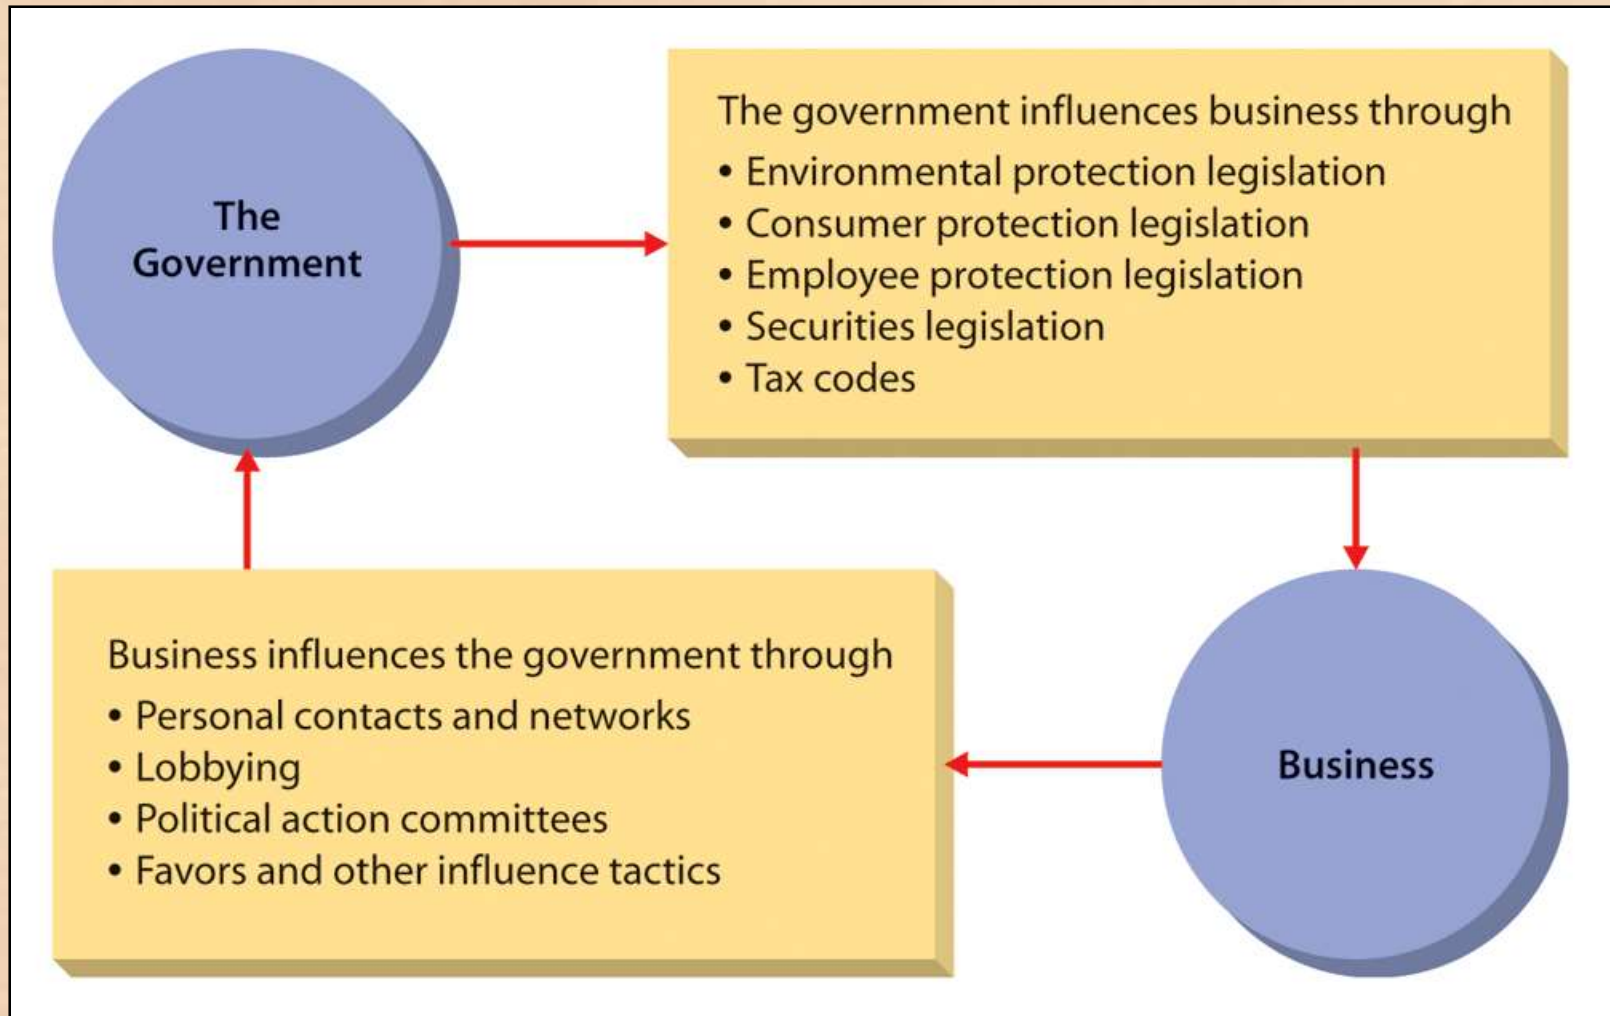 The
Government
The government influences business through
• Environmental protection legislation
• Consumer protection legislation
• Employee protection legislation
• Securities legislation
• Tax codes
Business influences the government through
• Personal contacts and networks
• Lobbying
• Political action committees
• Favors and other influence tactics
Business